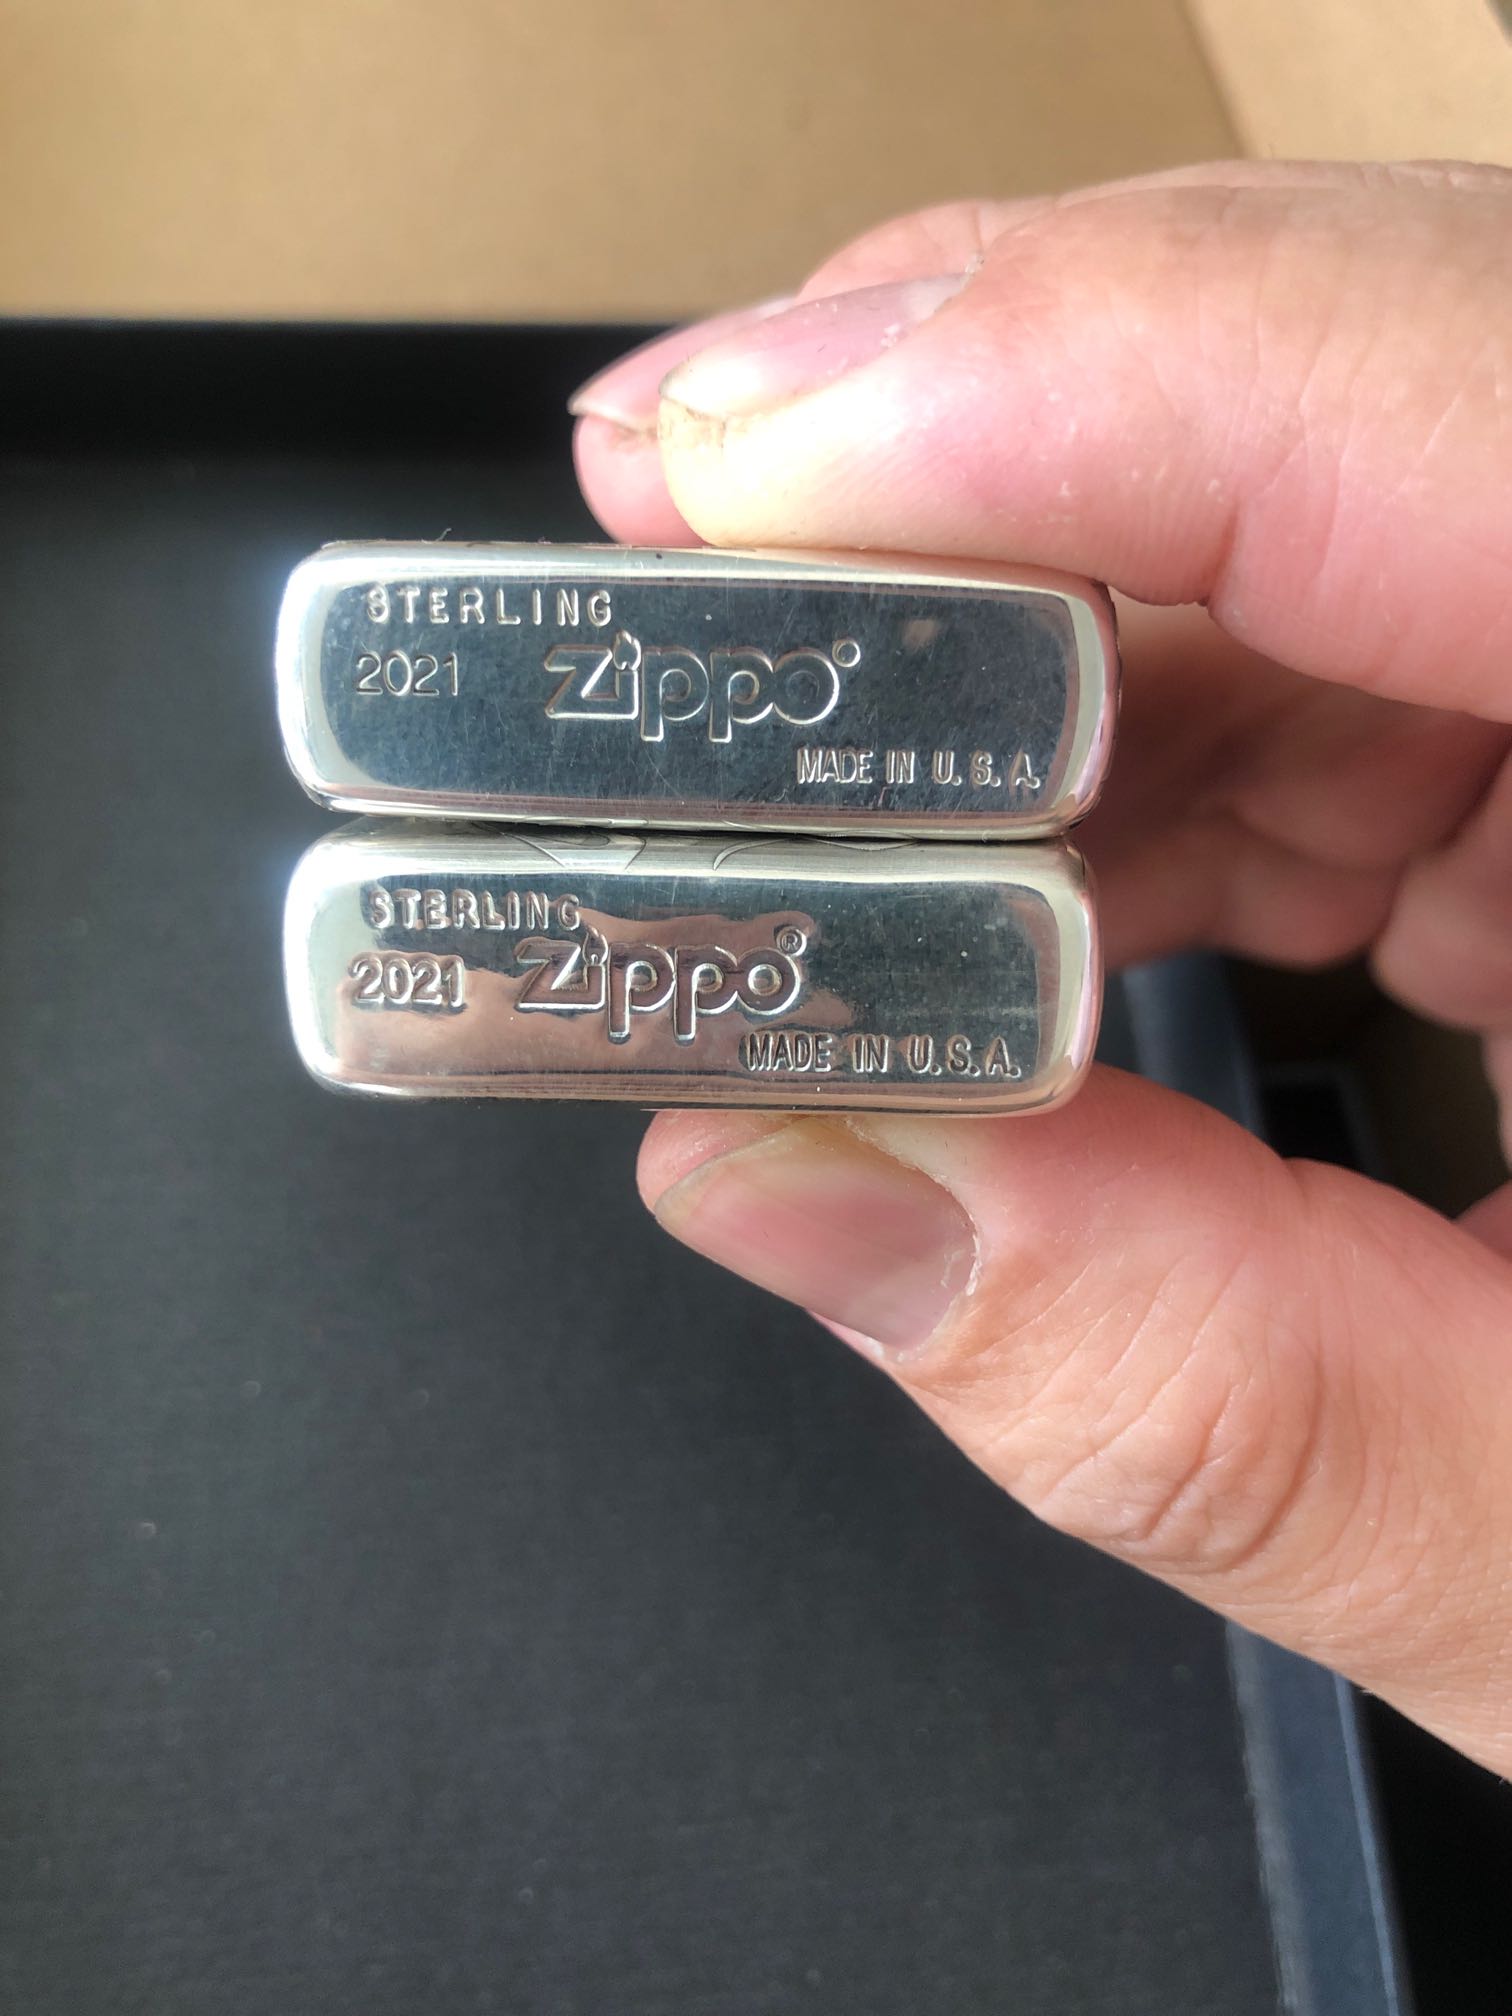 STERLING
2021 Zippo
MADE IN U.S.A.
STERLING
2021 Zippo®
MADE IN U.S.A.